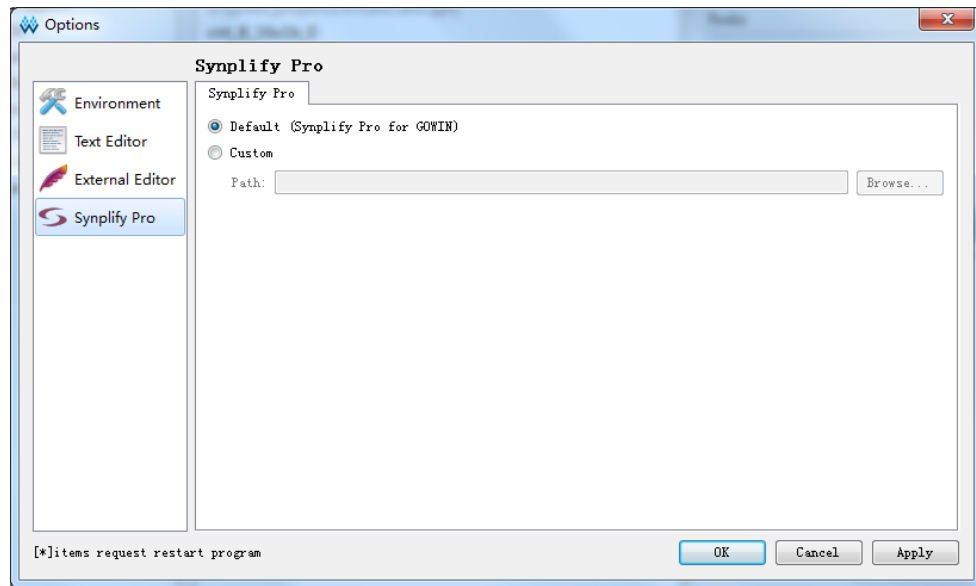 Options
Synplify Pro
Environment
Text Editor
External Editor
Synplify Pro
Synplify Pro
Default (Synplify Pro for GOWIN)
Custom
Path:
Browse...
[*]items request restart program
OK
Cancel
Apply